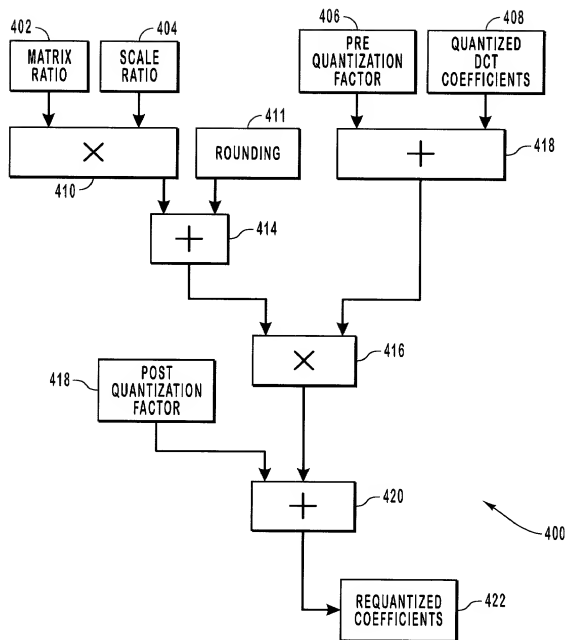 402
404
406
408
MATRIX
RATIO
SCALE
RATIO
PRE
QUANTIZATION
FACTOR
QUANTIZED
DCT
COEFFICIENTS
411
×
410
ROUNDING
+
418
+
414
×
416
418
POST
QUANTIZATION
FACTOR
+
420
400
REQUANTIZED
COEFFICIENTS
422